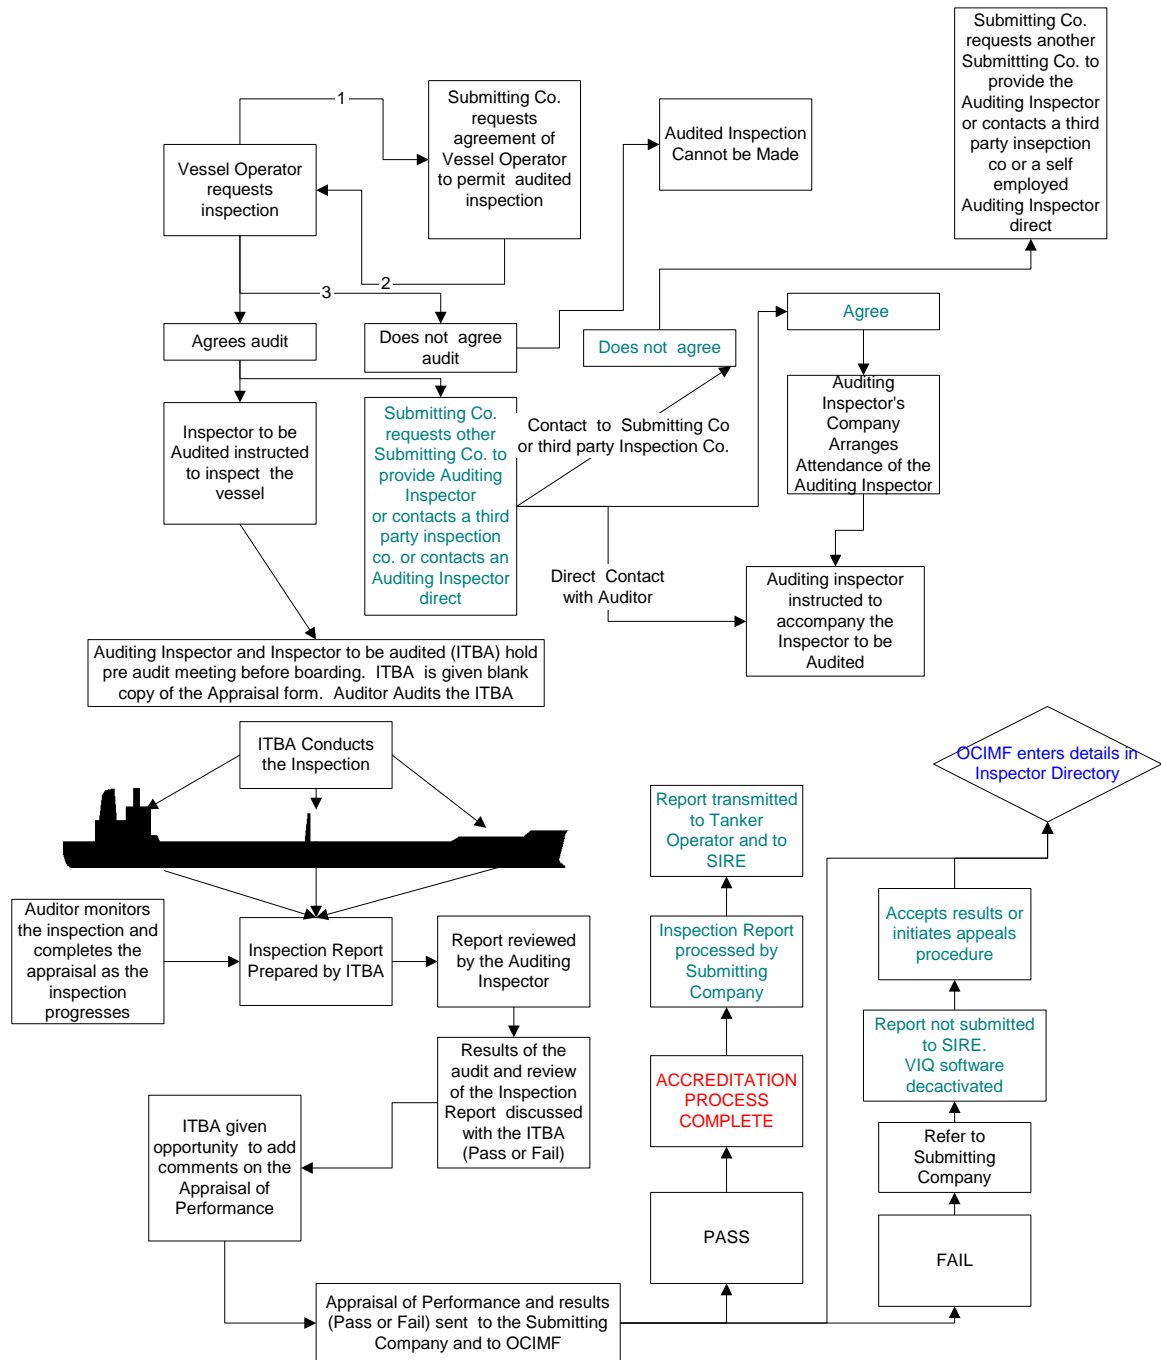 Submitting Co.
requests another
Submittting Co. to
provide the
Auditing Inspector
or contacts a third
party insepction
co or a self
employed
Auditing Inspector
direct
1
Submitting Co.
requests
agreement of
Vessel Operator
to permit audited
inspection
Audited Inspection
Cannot be Made
Vessel Operator
requests
inspection
2
3
Agree
Agrees audit
Does not agree
audit
Does not agree
Auditing
Inspector's
Company
Arranges
Attendance of the
Auditing Inspector
Submitting Co.
requests other
Submitting Co. to
provide Auditing
Inspector
or contacts a third
party inspection
co. or contacts an
Auditing Inspector
direct
Contact to Submitting Co
or third party Inspection Co.
Inspector to be
Audited instructed
to inspect the
vessel
Direct Contact
with Auditor
Auditing inspector
instructed to
accompany the
Inspector to be
Audited
Auditing Inspector and Inspector to be audited (ITBA) hold
pre audit meeting before boarding. ITBA is given blank
copy of the Appraisal form. Auditor Audits the ITBA
ITBA Conducts
the Inspection
OCIMF enters details in
Inspector Directory
Report transmitted
to Tanker
Operator and to
SIRE
Auditor monitors
the inspection and
completes the
appraisal as the
inspection
progresses
Inspection Report
Prepared by ITBA
Report reviewed
by the Auditing
Inspector
Inspection Report
processed by
Submitting
Company
Accepts results or
initiates appeals
procedure
Report not submitted
to SIRE.
VIQ software
decactivated
Results of the
audit and review
of the Inspection
Report discussed
with the ITBA
(Pass or Fail)
ACCREDITATION
PROCESS
COMPLETE
ITBA given
opportunity to add
comments on the
Appraisal of
Performance
Refer to
Submitting
Company
PASS
FAIL
Appraisal of Performance and results
(Pass or Fail) sent to the Submitting
Company and to OCIMF